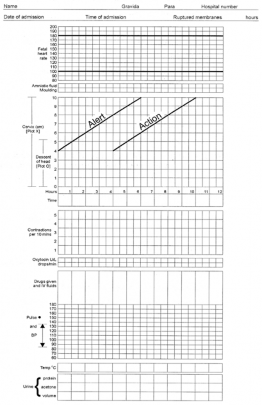 Name Gravida Para Hospital number
Date of admission Time of admission Ruptured membranes hours
200
190
180
170
160
150
140
130
120
110
100
90
80
Fetal
heart
rate
Amniotic fluid
Moulding
10
9
8
7
6
5
4
3
2
1
0
Cervix (cm)
[Plot X]
Descent
of head
[Plot O]
Alert
Action
Hours 1 2 3 4 5 6 7 8 9 10 11 12
Time
5
4
3
2
1
Contractions
per 10 mins
Oxytocin U/L
drops/min
Drugs given
and IV fluids
180
170
160
150
140
130
120
110
100
90
80
70
60
Pulse ●
and
BP
Temp °C
Urine
protein
acetone
volume